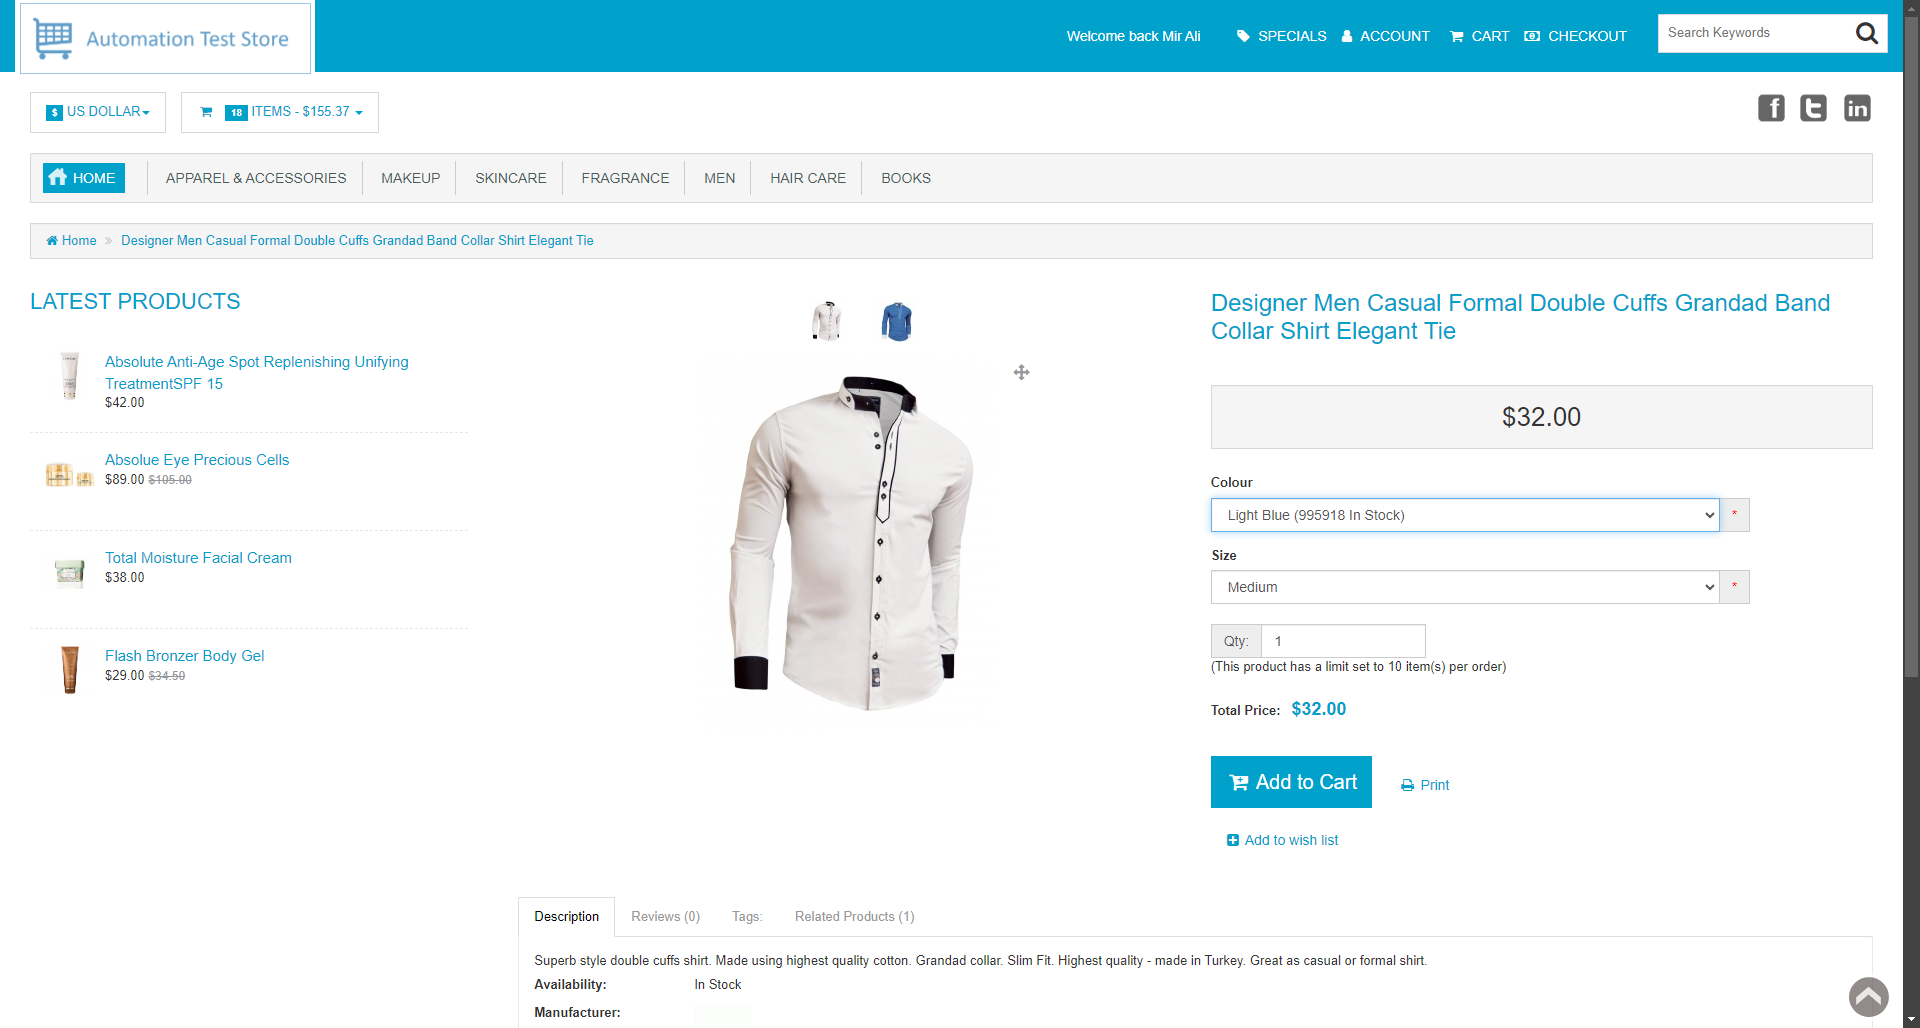 Automation Test Store
Welcome back Mir Ali
SPECIALS
ACCOUNT
CART
CHECKOUT
Search Keywords
$ US DOLLAR
18 ITEMS - $155.37
HOME
APPAREL & ACCESSORIES
MAKEUP
SKINCARE
FRAGRANCE
MEN
HAIR CARE
BOOKS
Home » Designer Men Casual Formal Double Cuffs Grandad Band Collar Shirt Elegant Tie
LATEST PRODUCTS
Absolute Anti-Age Spot Replenishing Unifying
TreatmentSPF 15
$42.00
Absolue Eye Precious Cells
$89.00 $105.00
Total Moisture Facial Cream
$38.00
Flash Bronzer Body Gel
$29.00 $34.50
Designer Men Casual Formal Double Cuffs Grandad Band
Collar Shirt Elegant Tie
$32.00
Colour
Light Blue (995918 In Stock) *
Size
Medium *
Qty: 1
(This product has a limit set to 10 item(s) per order)
Total Price: $32.00
Add to Cart
Print
Add to wish list
Description
Reviews (0)
Tags:
Related Products (1)
Superb style double cuffs shirt. Made using highest quality cotton. Grandad collar. Slim Fit. Highest quality - made in Turkey. Great as casual or formal shirt.
Availability: In Stock
Manufacturer: